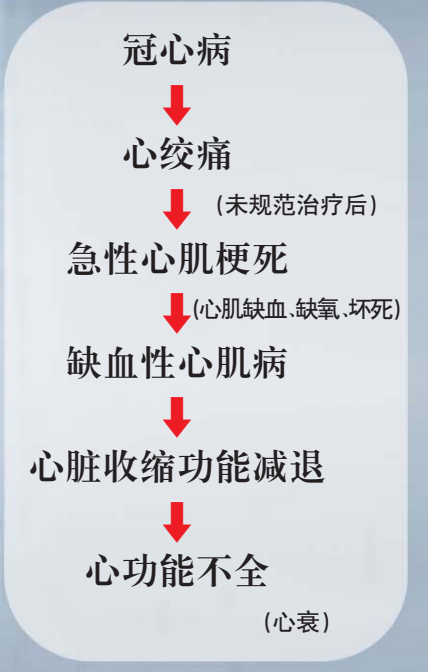 冠心病
心绞痛
(未规范治疗后)
急性心肌梗死
(心肌缺血、缺氧、坏死)
缺血性心肌病
心脏收缩功能减退
心功能不全
(心衰)